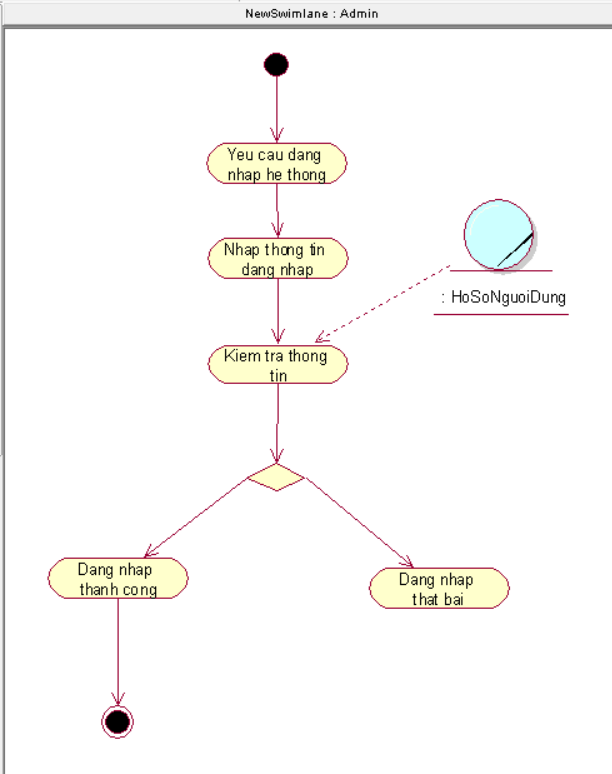 NewSwimlane : Admin
Yeu cau dang
nhap he thong
Nhap thong tin
dang nhap
: HoSoNguoiDung
Kiem tra thong
tin
Dang nhap
thanh cong
Dang nhap
that bai